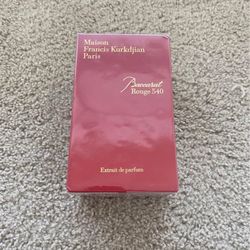 Maison
Francis Kurkdjian
Paris
Baccarat
Rouge 540
Extrait de parfum